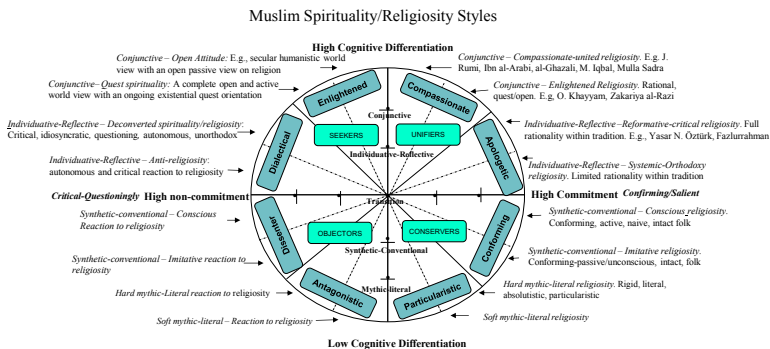 Muslim Spirituality/Religiosity Styles
High Cognitive Differentiation
Conjunctive – Open Attitude: E.g., secular humanistic world
view with an open passive view on religion
Conjunctive– Quest spirituality: A complete open and active
world view with an ongoing existential quest orientation
Individuative-Reflective – Deconverted spirituality/religiosity:
Critical, idiosyncratic, questioning, autonomous, unorthodox
Individuative-Reflective – Anti-religiosity:
autonomous and critical reaction to religiosity
Conjunctive – Compassionate-united religiosity. E.g. J.
Rumi, Ibn al-Arabi, al-Ghazali, M. Iqbal, Mulla Sadra
Conjunctive – Enlightened Religiosity. Rational,
quest/open. E.g, O. Khayyam, Zakariya al-Razi
Individuative-Reflective –Reformative-critical religiosity. Full
rationality within tradition. E.g., Yasar N. Öztürk, Fazlurrahman
Individuative-Reflective – Systemic-Orthodoxy
religiosity. Limited rationality within tradition
Enlightened
Compassionate
Dialectical
Apologetic
Conjunctive
SEEKERS
UNIFIERS
Individuative-Reflective
Critical-Questioningly High non-commitment
Transition
High Commitment Confirming/Salient
Dissenter
Conforming
OBJECTORS
CONSERVERS
Synthetic-Conventional
Mythic-literal
Antagonistic
Particularistic
Synthetic-conventional – Conscious
Reaction to religiosity
Synthetic-conventional – Imitative reaction to
religiosity
Hard mythic-Literal reaction to religiosity
Soft mythic-literal – Reaction to religiosity
Synthetic-conventional – Conscious religiosity.
Conforming, active, naive, intact folk
Synthetic-conventional – Imitative religiosity.
Conforming-passive/unconscious, intact, folk
Hard mythic-literal religiosity. Rigid, literal,
absolutistic, particularistic
Soft mythic-literal religiosity
Low Cognitive Differentiation